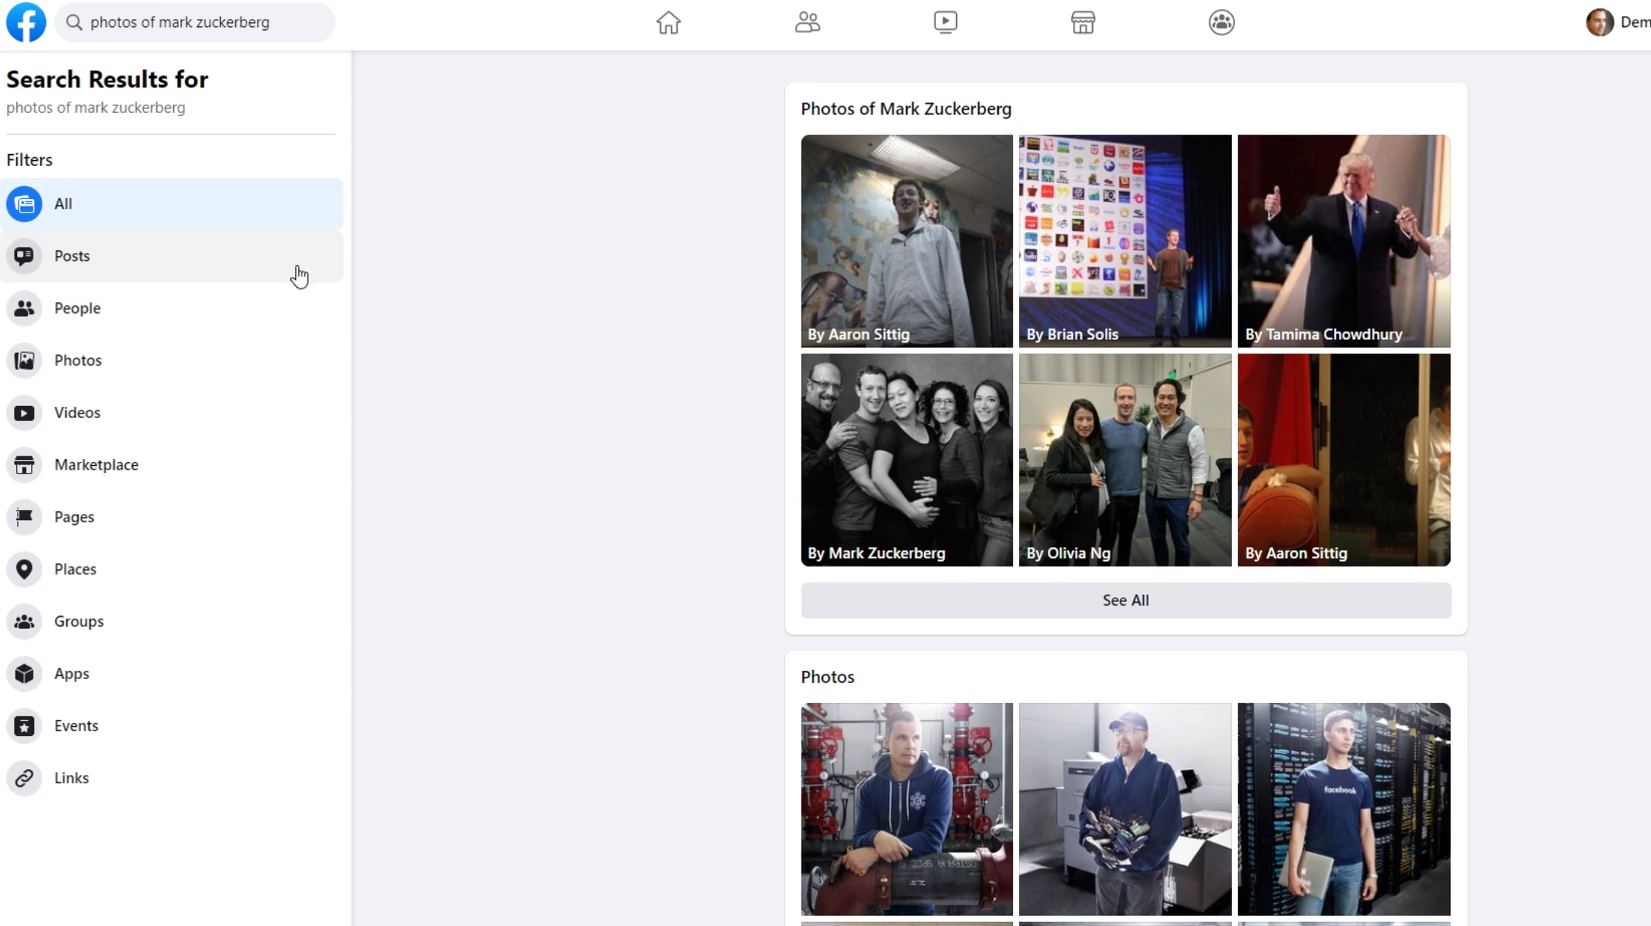 photos of mark zuckerberg
Dem
Search Results for
photos of mark zuckerberg
Filters
All
Posts
People
Photos
Videos
Marketplace
Pages
Places
Groups
Apps
Events
Links
Photos of Mark Zuckerberg
By Aaron Sittig
By Brian Solis
By Tamima Chowdhury
By Mark Zuckerberg
By Olivia Ng
By Aaron Sittig
See All
Photos
facebook